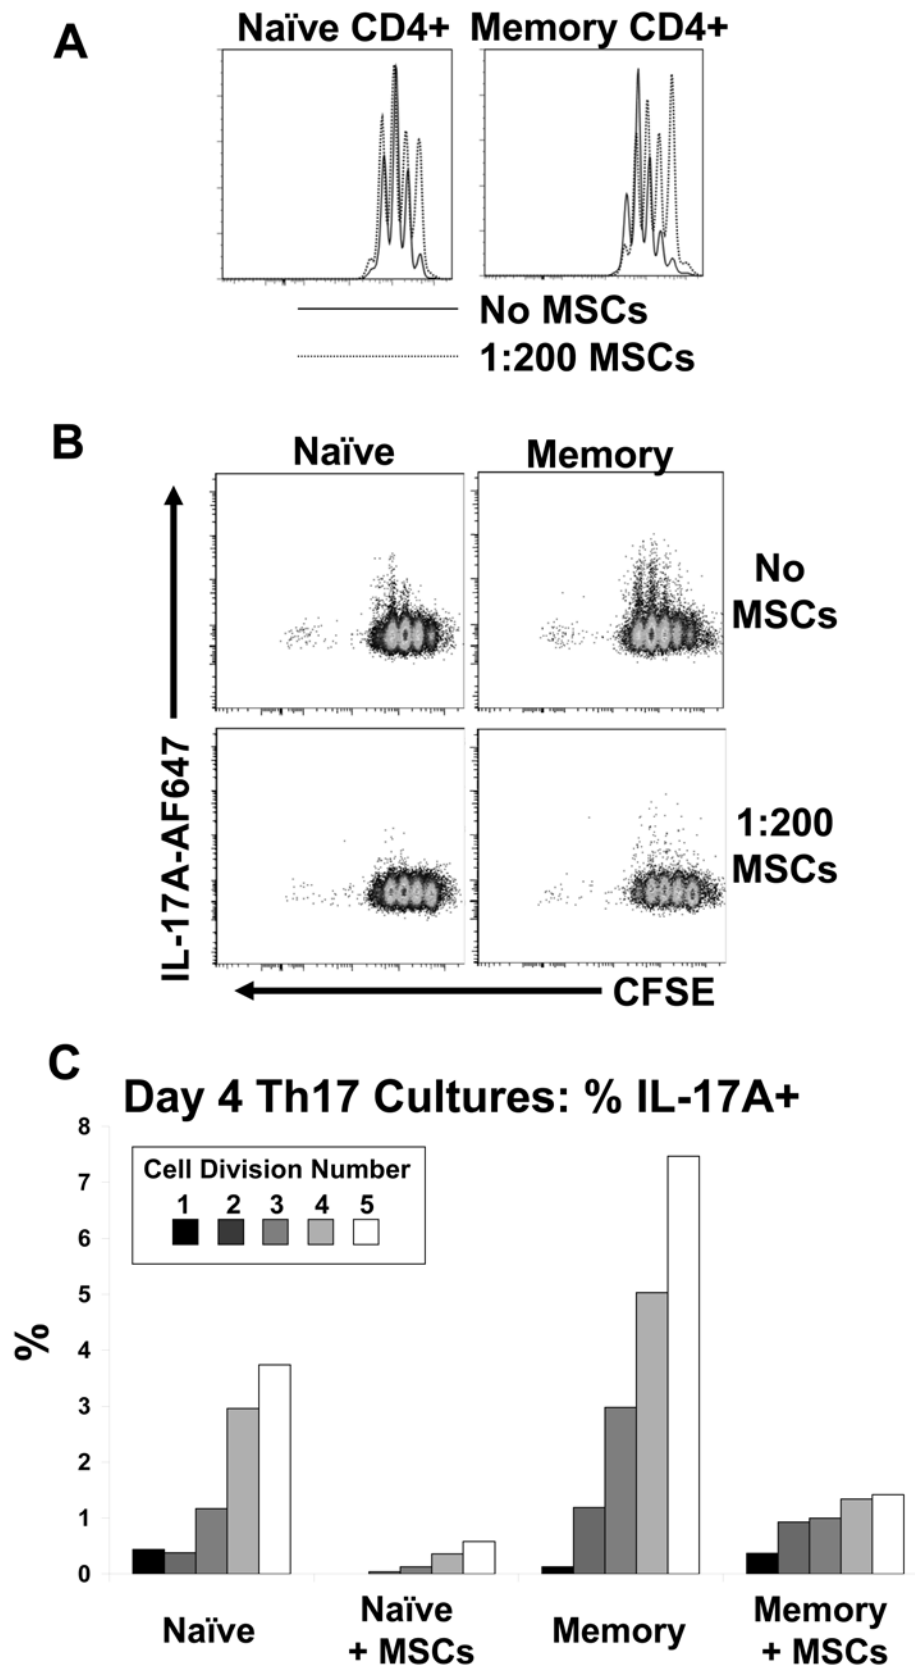 A
Naïve CD4+ Memory CD4+
No MSCs
1:200 MSCs
B
Naïve Memory
No
MSCs
1:200
MSCs
IL-17A-AF647
CFSE
C
Day 4 Th17 Cultures: % IL-17A+
8
7
6
5
4
3
2
1
0
%
Cell Division Number
1 2 3 4 5
Naïve
Naïve
+ MSCs
Memory
Memory
+ MSCs